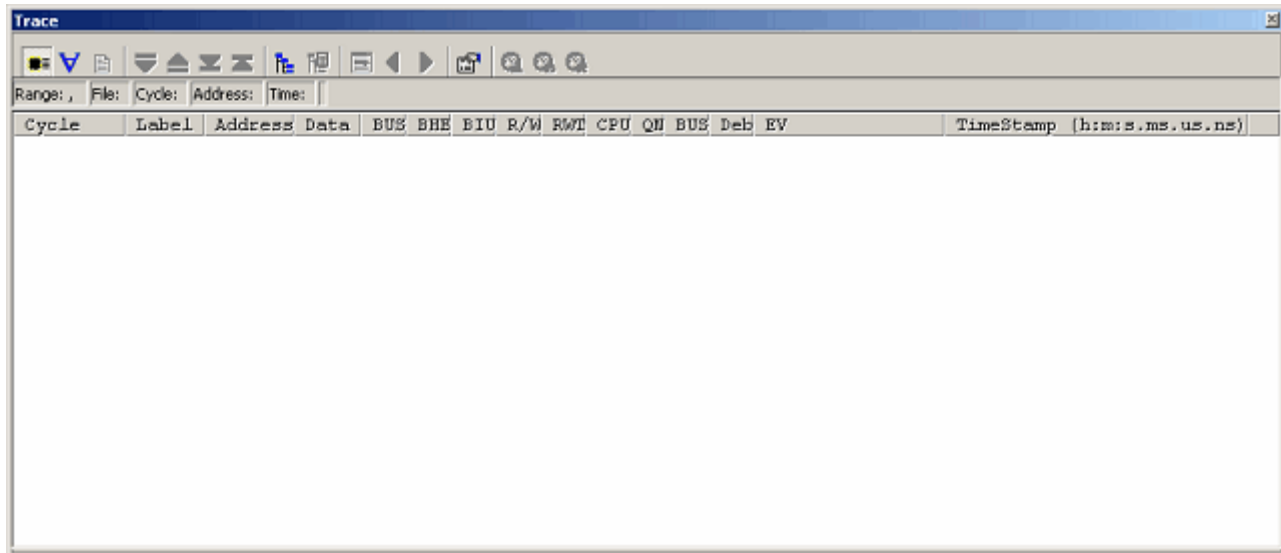 Trace
Range: , File: Cycle: Address: Time:
Cycle Label Address Data BUS BHE BIU R/W RWT CPU QN BUS Deb EV TimeStamp (h:m:s.ms.us.ns)